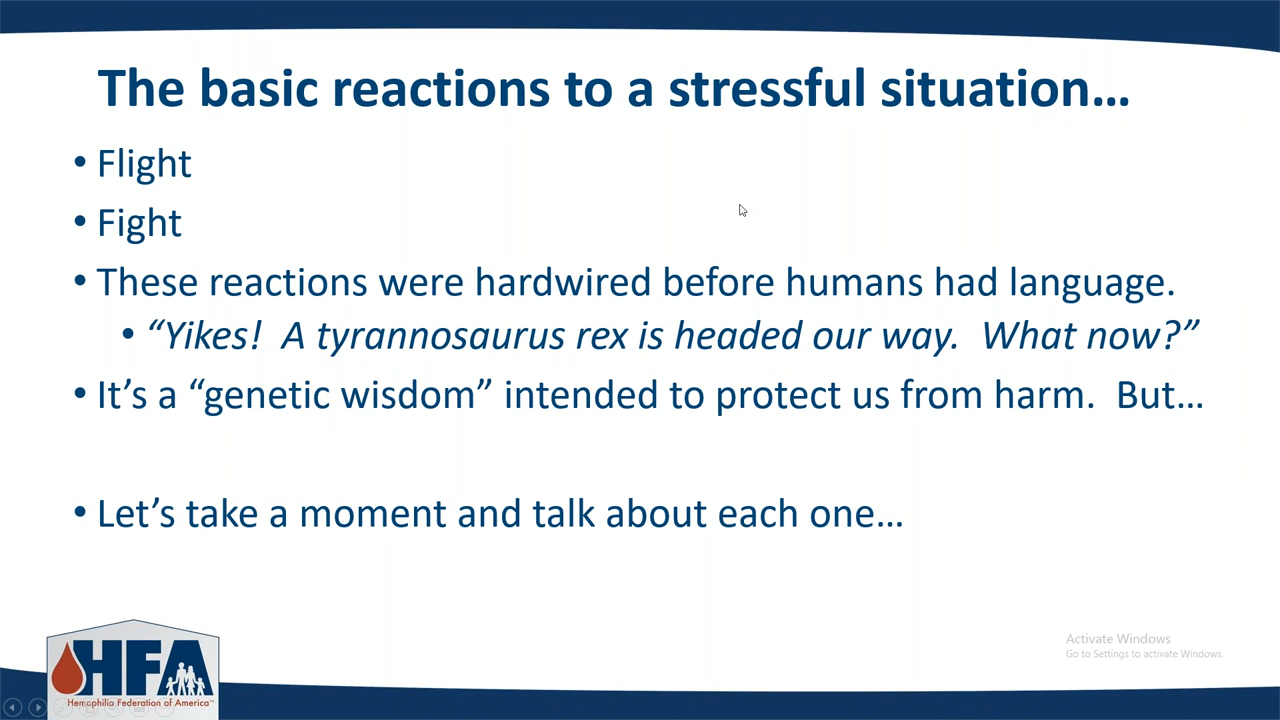 The basic reactions to a stressful situation…
• Flight
• Fight
• These reactions were hardwired before humans had language.
• “Yikes!  A tyrannosaurus rex is headed our way.  What now?”
• It’s a “genetic wisdom” intended to protect us from harm.  But…
• Let’s take a moment and talk about each one…
Activate Windows
Go to Settings to activate Windows.
HFA
Hemophilia Federation of America™